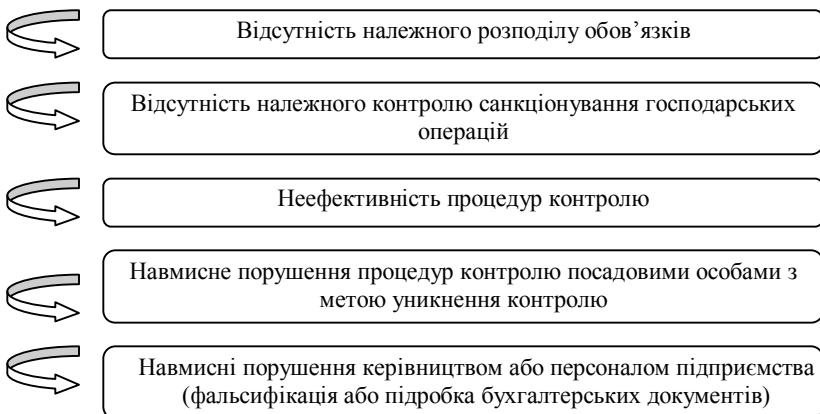 Відсутність належного розподілу обов’язків
Відсутність належного контролю санкціонування господарських
операцій
Неефективність процедур контролю
Навмисне порушення процедур контролю посадовими особами з
метою уникнення контролю
Навмисні порушення керівництвом або персоналом підприємства
(фальсифікація або підробка бухгалтерських документів)